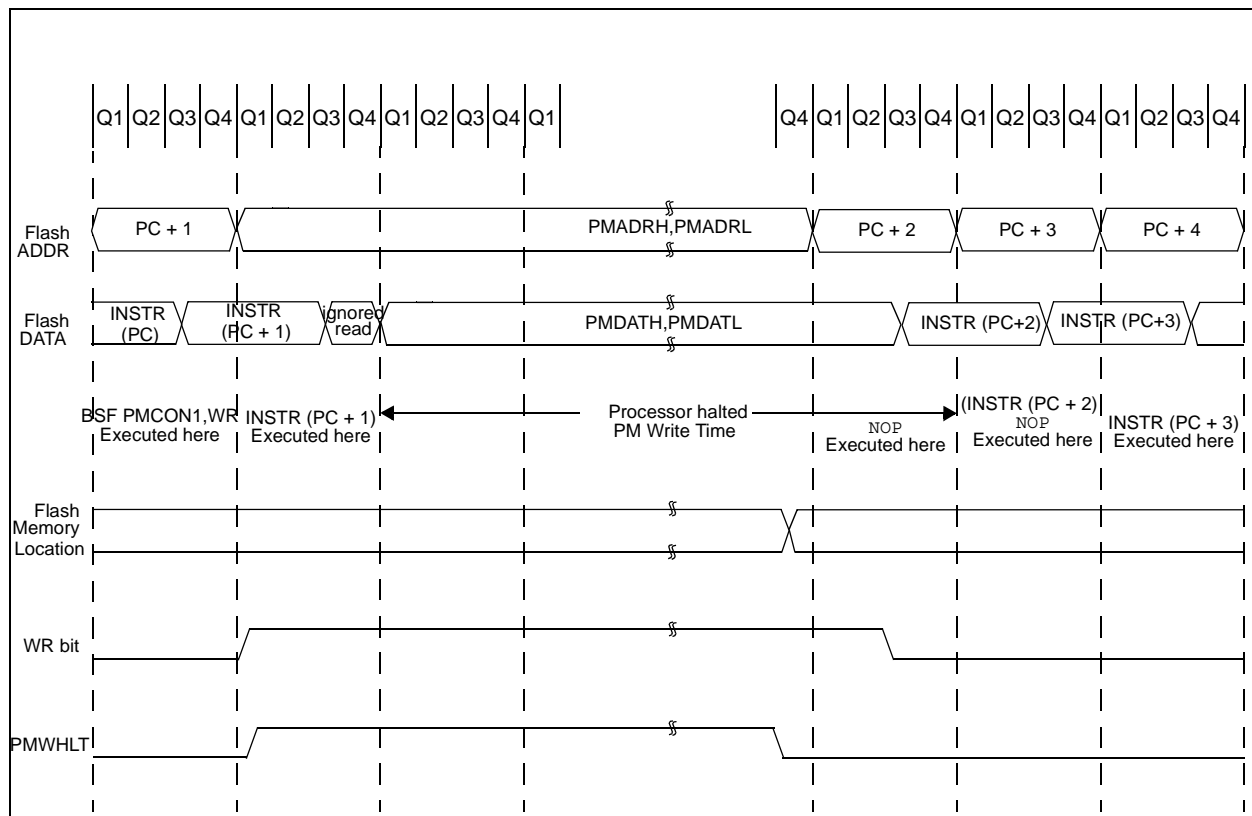 Q1 Q2 Q3 Q4 Q1 Q2 Q3 Q4 Q1 Q2 Q3 Q4 Q1 Q4 Q1 Q2 Q3 Q4 Q1 Q2 Q3 Q4 Q1 Q2 Q3 Q4
Flash
ADDR
PC + 1
PMADRH,PMADRL
PC + 2
PC + 3
PC + 4
Flash
DATA
INSTR
(PC)
INSTR
(PC + 1)
ignored
read
PMDATH,PMDATL
INSTR (PC+2)
INSTR (PC+3)
BSF PMCON1,WR
Executed here
INSTR (PC + 1)
Executed here
Processor halted
PM Write Time
NOP
Executed here
(INSTR (PC + 2)
NOP
Executed here
INSTR (PC + 3)
Executed here
Flash
Memory
Location
WR bit
PMWHLT